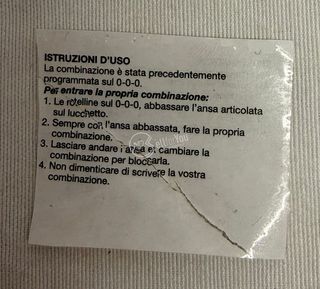 ISTRUZIONI D'USO
La combinazione è stata precedentemente
programmata sul 0-0-0.
Per entrare la propria combinazione:
1. Le rotelline sul 0-0-0, abbassare l'ansa articolata
sul lucchetto.
2. Sempre con l'ansa abbassata, fare la propria
combinazione.
3. Lasciare andare l'ansa e cambiare la
combinazione per bloccarla.
4. Non dimenticare di scrivere la vostra
combinazione.